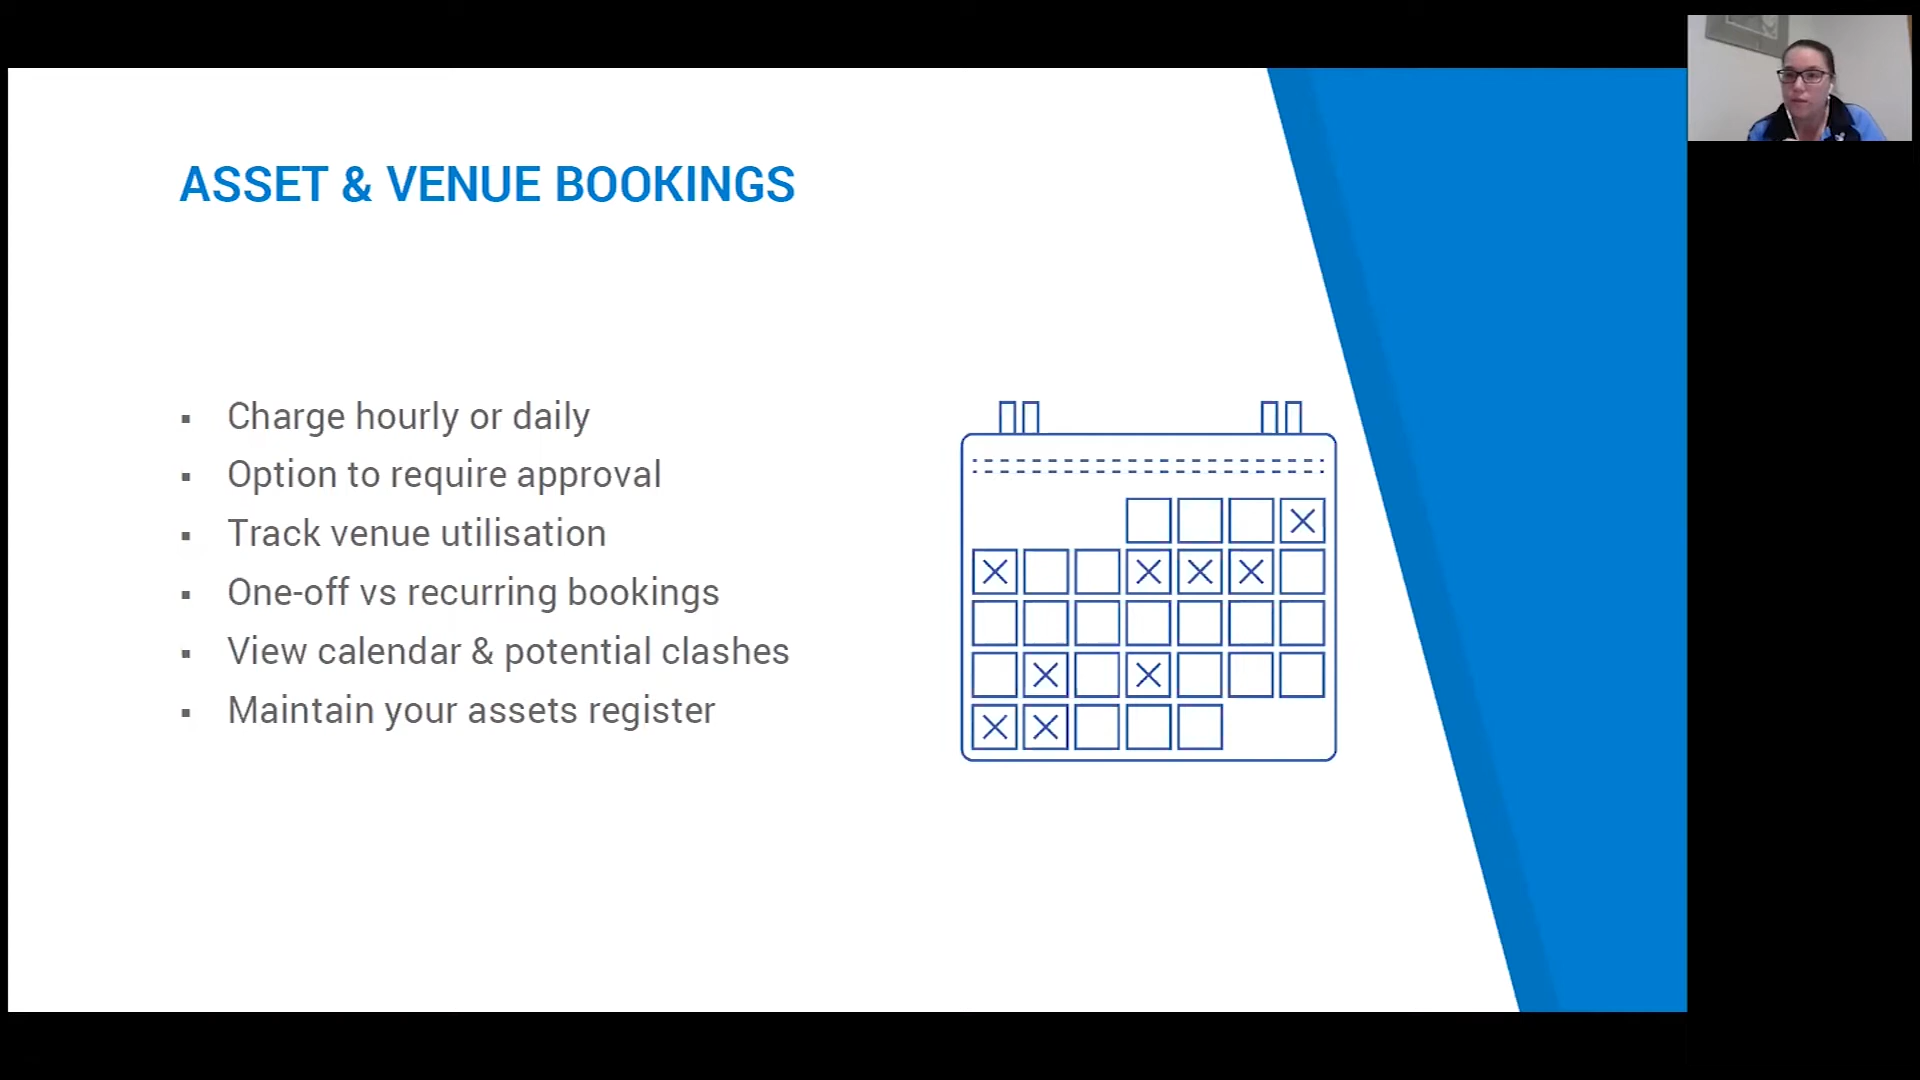 ASSET & VENUE BOOKINGS
▪ Charge hourly or daily
▪ Option to require approval
▪ Track venue utilisation
▪ One-off vs recurring bookings
▪ View calendar & potential clashes
▪ Maintain your assets register